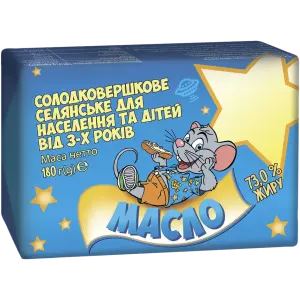 СОЛОДКОВЕРШКОВЕ
СЕЛЯНСЬКЕ ДЛЯ
НАСЕЛЕННЯ ТА ДІТЕЙ
ВІД 3-Х РОКІВ
Маса нетто
180 г(g) ℮
МАСЛО
73,0 %
ЖИРУ